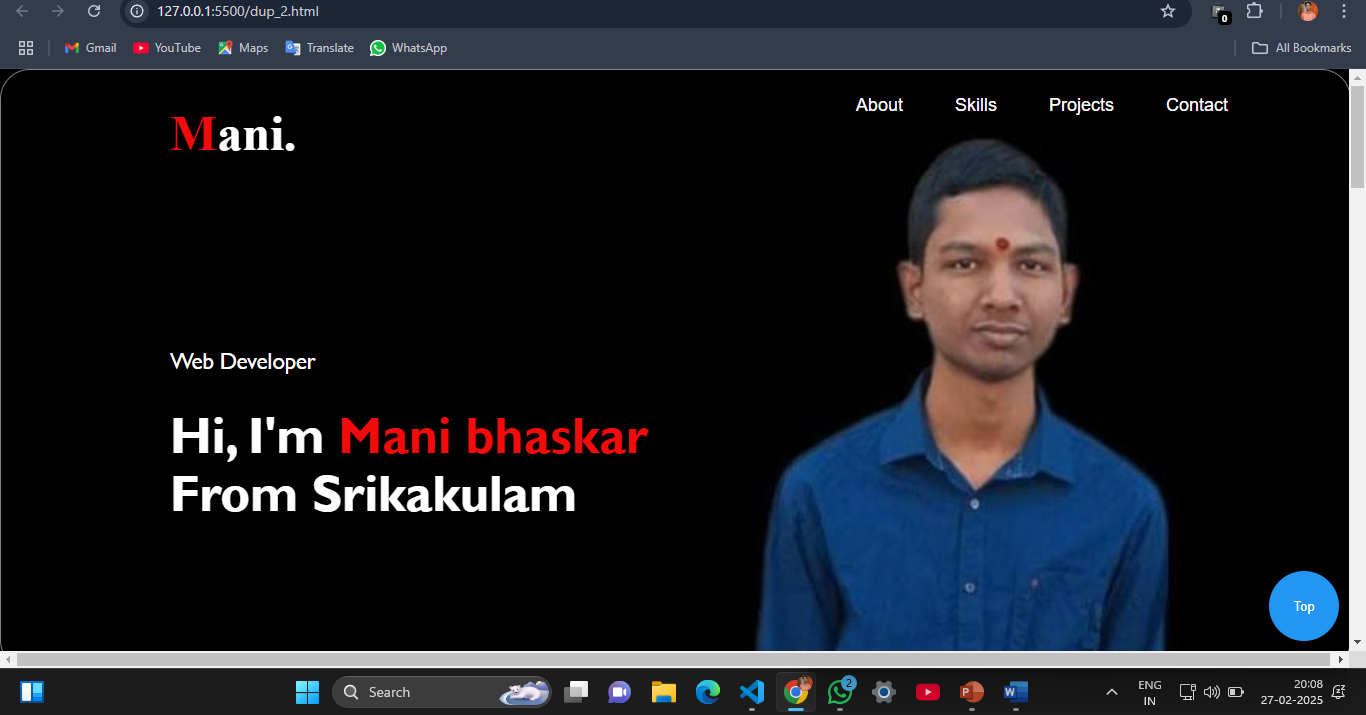 127.0.0.1:5500/dup_2.html
0
Gmail YouTube Maps Translate WhatsApp All Bookmarks
About Skills Projects Contact
Mani.
Web Developer
Hi, I'm Mani bhaskar
From Srikakulam
Top
Search
2
ENG
IN
20:08
27-02-2025